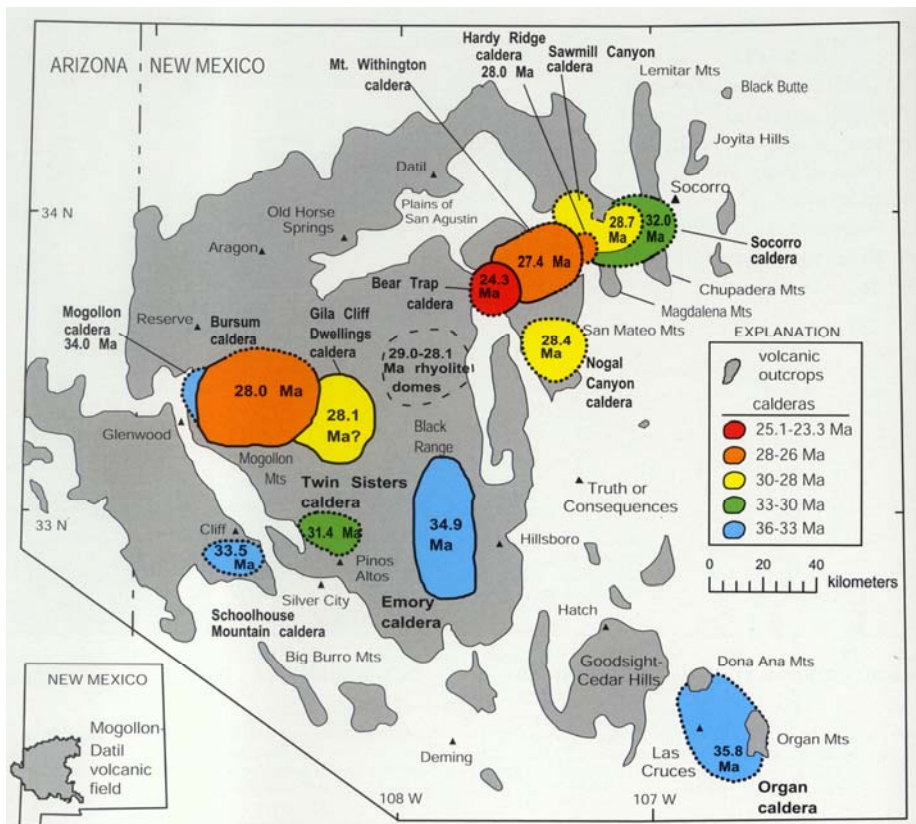 Hardy Ridge
caldera
28.0 Ma
Sawmill Canyon
caldera
Mt. Withington
caldera
Lemitar Mts
Black Butte
Joyita Hills
ARIZONA
NEW MEXICO
Datil
Plains of
San Agustin
Socorro
34 N
Old Horse
Springs
Aragon
28.7
Ma
32.0
Ma
Socorro
caldera
27.4 Ma
24.3
Ma
Bear Trap
caldera
Chupadera Mts
Magdalena Mts
San Mateo Mts
Mogollon
caldera
34.0 Ma
Reserve
Bursum
caldera
Gila Cliff
Dwellings
caldera
29.0-28.1
Ma rhyolite
domes
28.4
Ma
Nogal
Canyon
caldera
EXPLANATION
volcanic
outcrops
calderas
25.1-23.3 Ma
28-26 Ma
30-28 Ma
33-30 Ma
36-33 Ma
0 20 40
kilometers
28.0 Ma
28.1
Ma?
Glenwood
Mogollon
Mts
Black
Range
Twin Sisters
caldera
Truth or
Consequences
33 N
Cliff
31.4 Ma
34.9
Ma
Hillsboro
33.5
Ma
Pinos
Altos
Silver City
Schoolhouse
Mountain caldera
Emory
caldera
Hatch
Big Burro Mts
Goodsight-
Cedar Hills
Dona Ana Mts
Deming
Las
Cruces
35.8
Ma
Organ Mts
Organ
caldera
NEW MEXICO
Mogollon-
Datil
volcanic
field
108 W
107 W